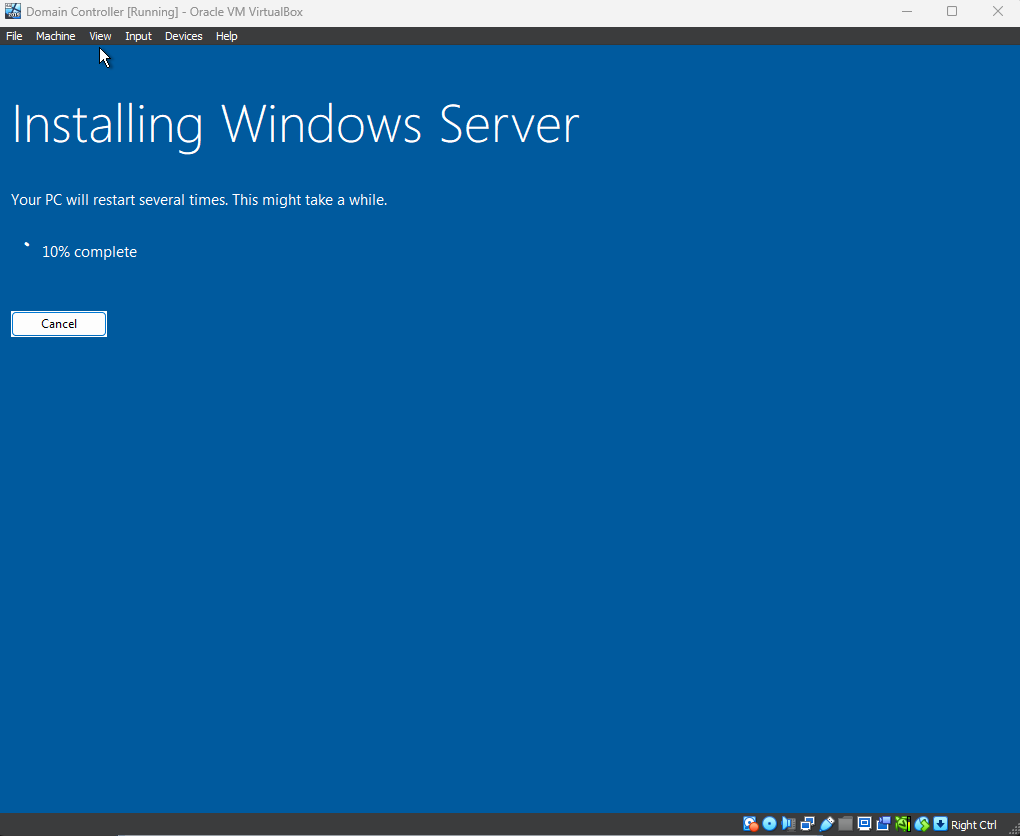 Domain Controller [Running] - Oracle VM VirtualBox
File Machine View Input Devices Help
Installing Windows Server
Your PC will restart several times. This might take a while.
10% complete
Cancel
Right Ctrl